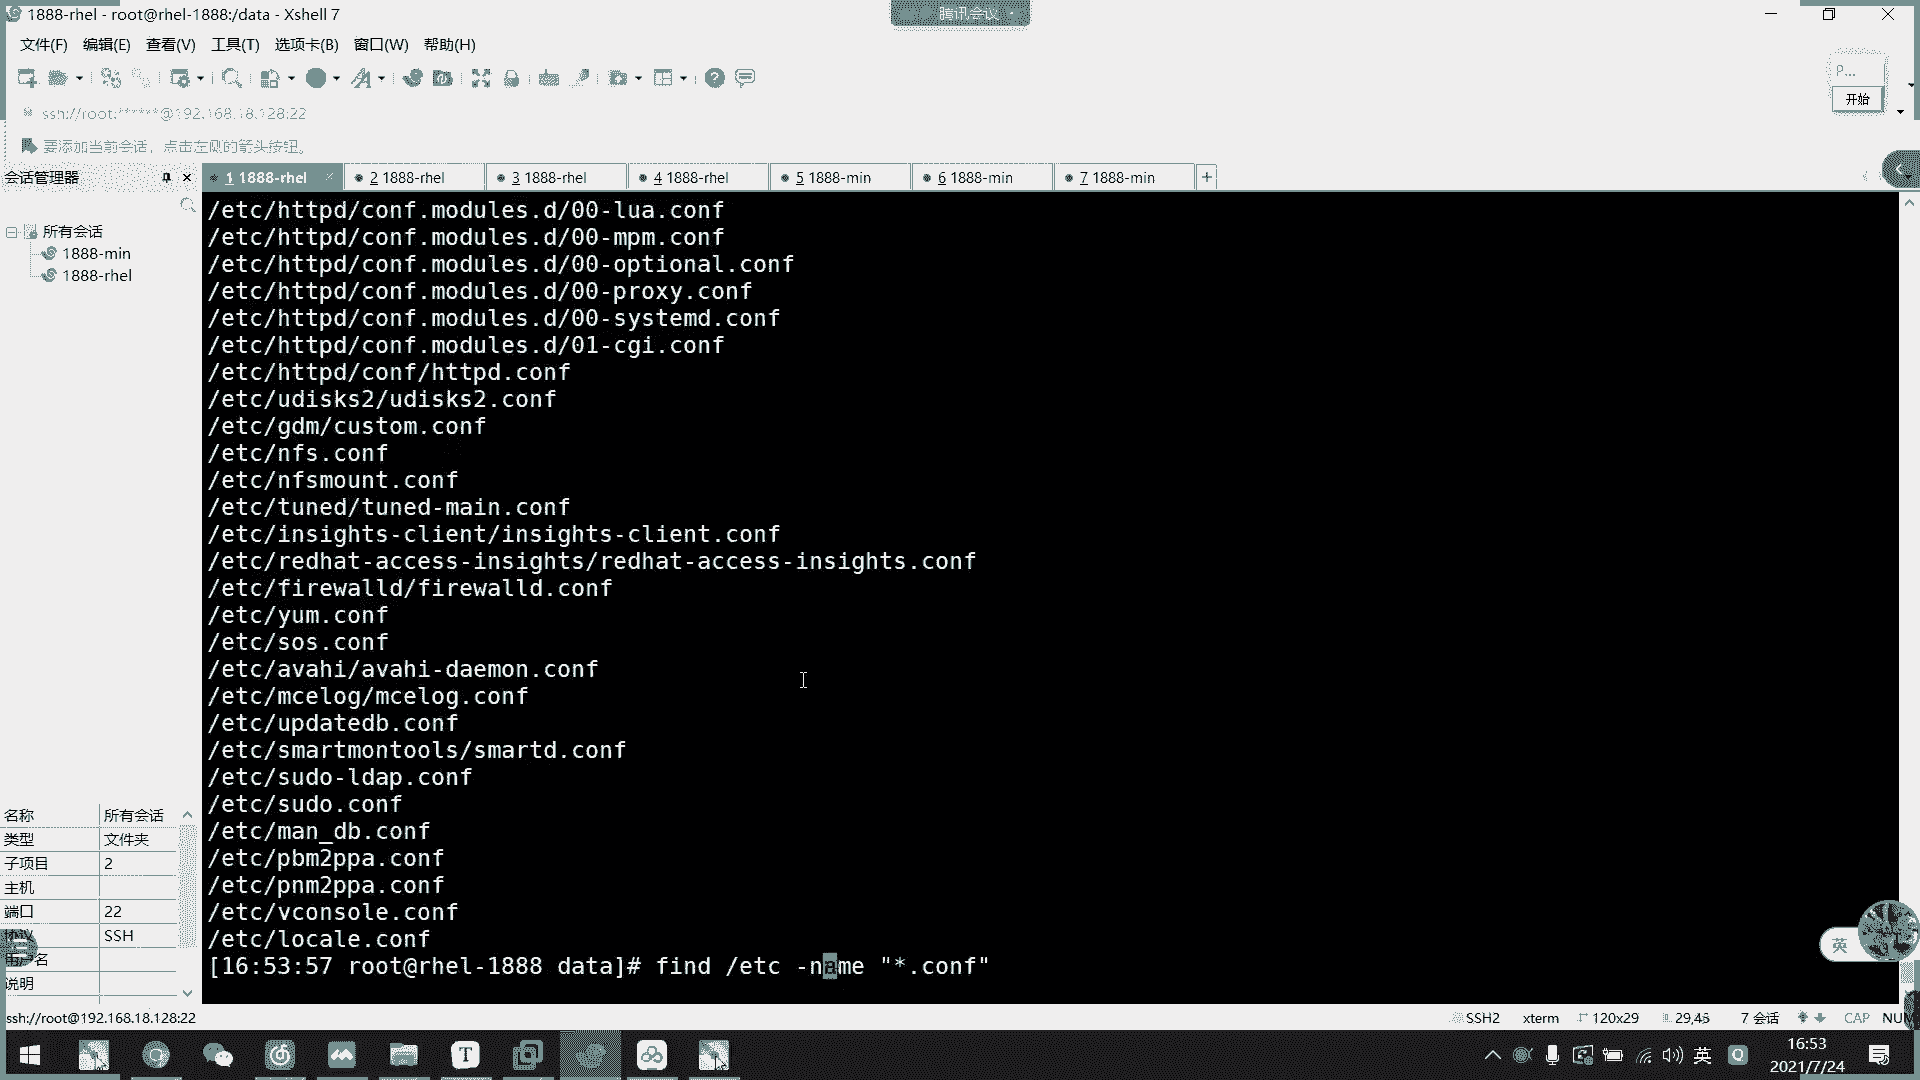 1888-rhel - root@rhel-1888:/data - Xshell 7
腾讯会议
文件(F) 编辑(E) 查看(V) 工具(T) 选项卡(B) 窗口(W) 帮助(H)
P...
开始
ssh://root:******@192.168.18.128:22
要添加当前会话，点击左侧的箭头按钮。
会话管理器
1 1888-rhel
2 1888-rhel
3 1888-rhel
4 1888-rhel
5 1888-min
6 1888-min
7 1888-min
所有会话
1888-min
1888-rhel
/etc/httpd/conf.modules.d/00-lua.conf
/etc/httpd/conf.modules.d/00-mpm.conf
/etc/httpd/conf.modules.d/00-optional.conf
/etc/httpd/conf.modules.d/00-proxy.conf
/etc/httpd/conf.modules.d/00-systemd.conf
/etc/httpd/conf.modules.d/01-cgi.conf
/etc/httpd/conf/httpd.conf
/etc/udisks2/udisks2.conf
/etc/gdm/custom.conf
/etc/nfs.conf
/etc/nfsmount.conf
/etc/tuned/tuned-main.conf
/etc/insights-client/insights-client.conf
/etc/redhat-access-insights/redhat-access-insights.conf
/etc/firewalld/firewalld.conf
/etc/yum.conf
/etc/sos.conf
/etc/avahi/avahi-daemon.conf
/etc/mcelog/mcelog.conf
/etc/updatedb.conf
/etc/smartmontools/smartd.conf
/etc/sudo-ldap.conf
/etc/sudo.conf
/etc/man_db.conf
/etc/pbm2ppa.conf
/etc/pnm2ppa.conf
/etc/vconsole.conf
/etc/locale.conf
[16:53:57 root@rhel-1888 data]# find /etc -name "*.conf"
名称 所有会话
类型 文件夹
子项目 2
主机
端口 22
协议 SSH
用户名
说明
英
ssh://root@192.168.18.128:22
SSH2 xterm 120x29 29,46 7 会话 CAP NUM
英
16:53
2021/7/24